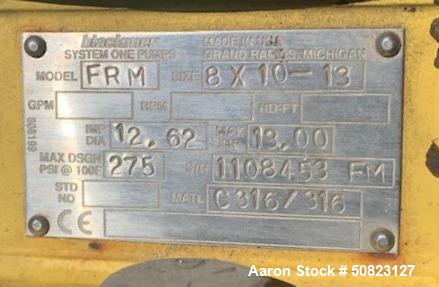 blackmer MADE IN USA
SYSTEM ONE PUMPS GRAND RAPIDS, MICHIGAN
MODEL FRM SIZE 8 X 10-13
GPM RPM HD-FT
IMP DIA 12.62 MAX IMP 13.00
MAX DSGN PSI @ 100F 275 S/N 1108453 FM
STD NO MATL C316/316
CE
Aaron Stock # 50823127